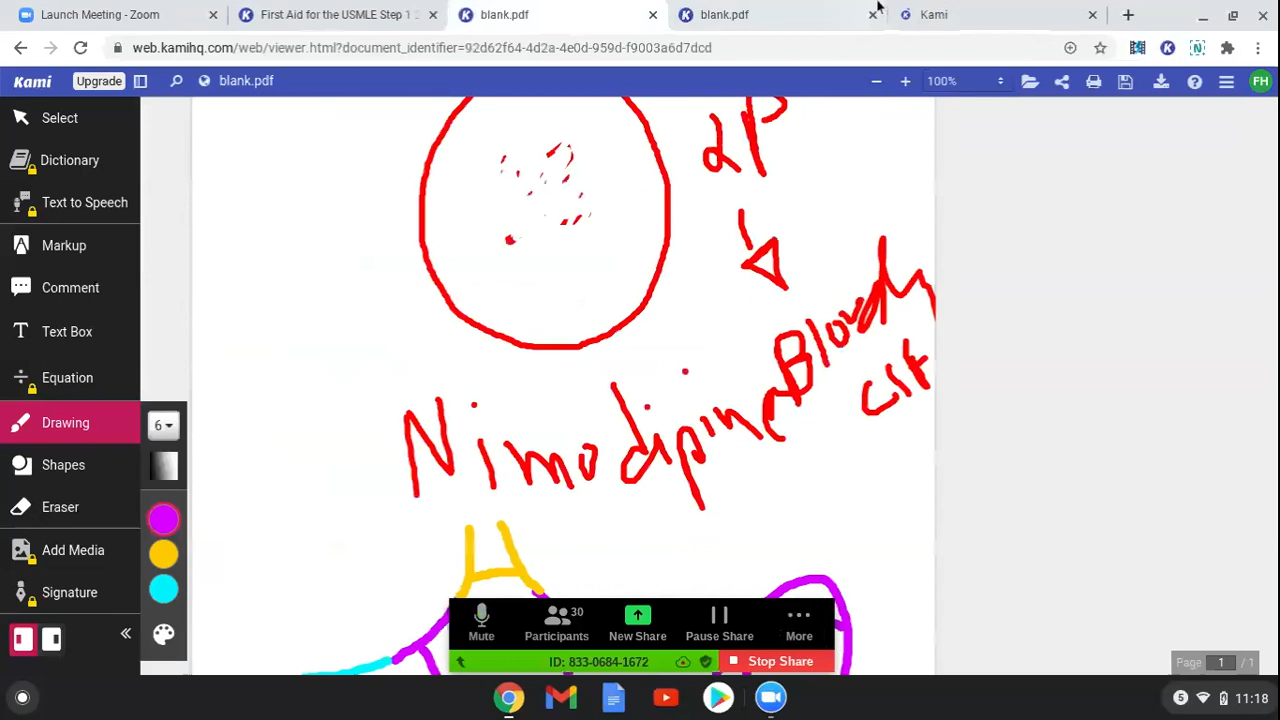 Launch Meeting - Zoom
First Aid for the USMLE Step 1 2
blank.pdf
blank.pdf
Kami
web.kamihq.com/web/viewer.html?document_identifier=92d62f64-4d2a-4e0d-959d-f9003a6d7dcd
Kami
Upgrade
blank.pdf
100%
FH
Select
Dictionary
Text to Speech
Markup
Comment
Text Box
Equation
Drawing
Shapes
Eraser
Add Media
Signature
6
Nimodipine
Mute
Participants
30
New Share
Pause Share
More
ID: 833-0684-1672
Stop Share
Page 1 / 1
5
11:18